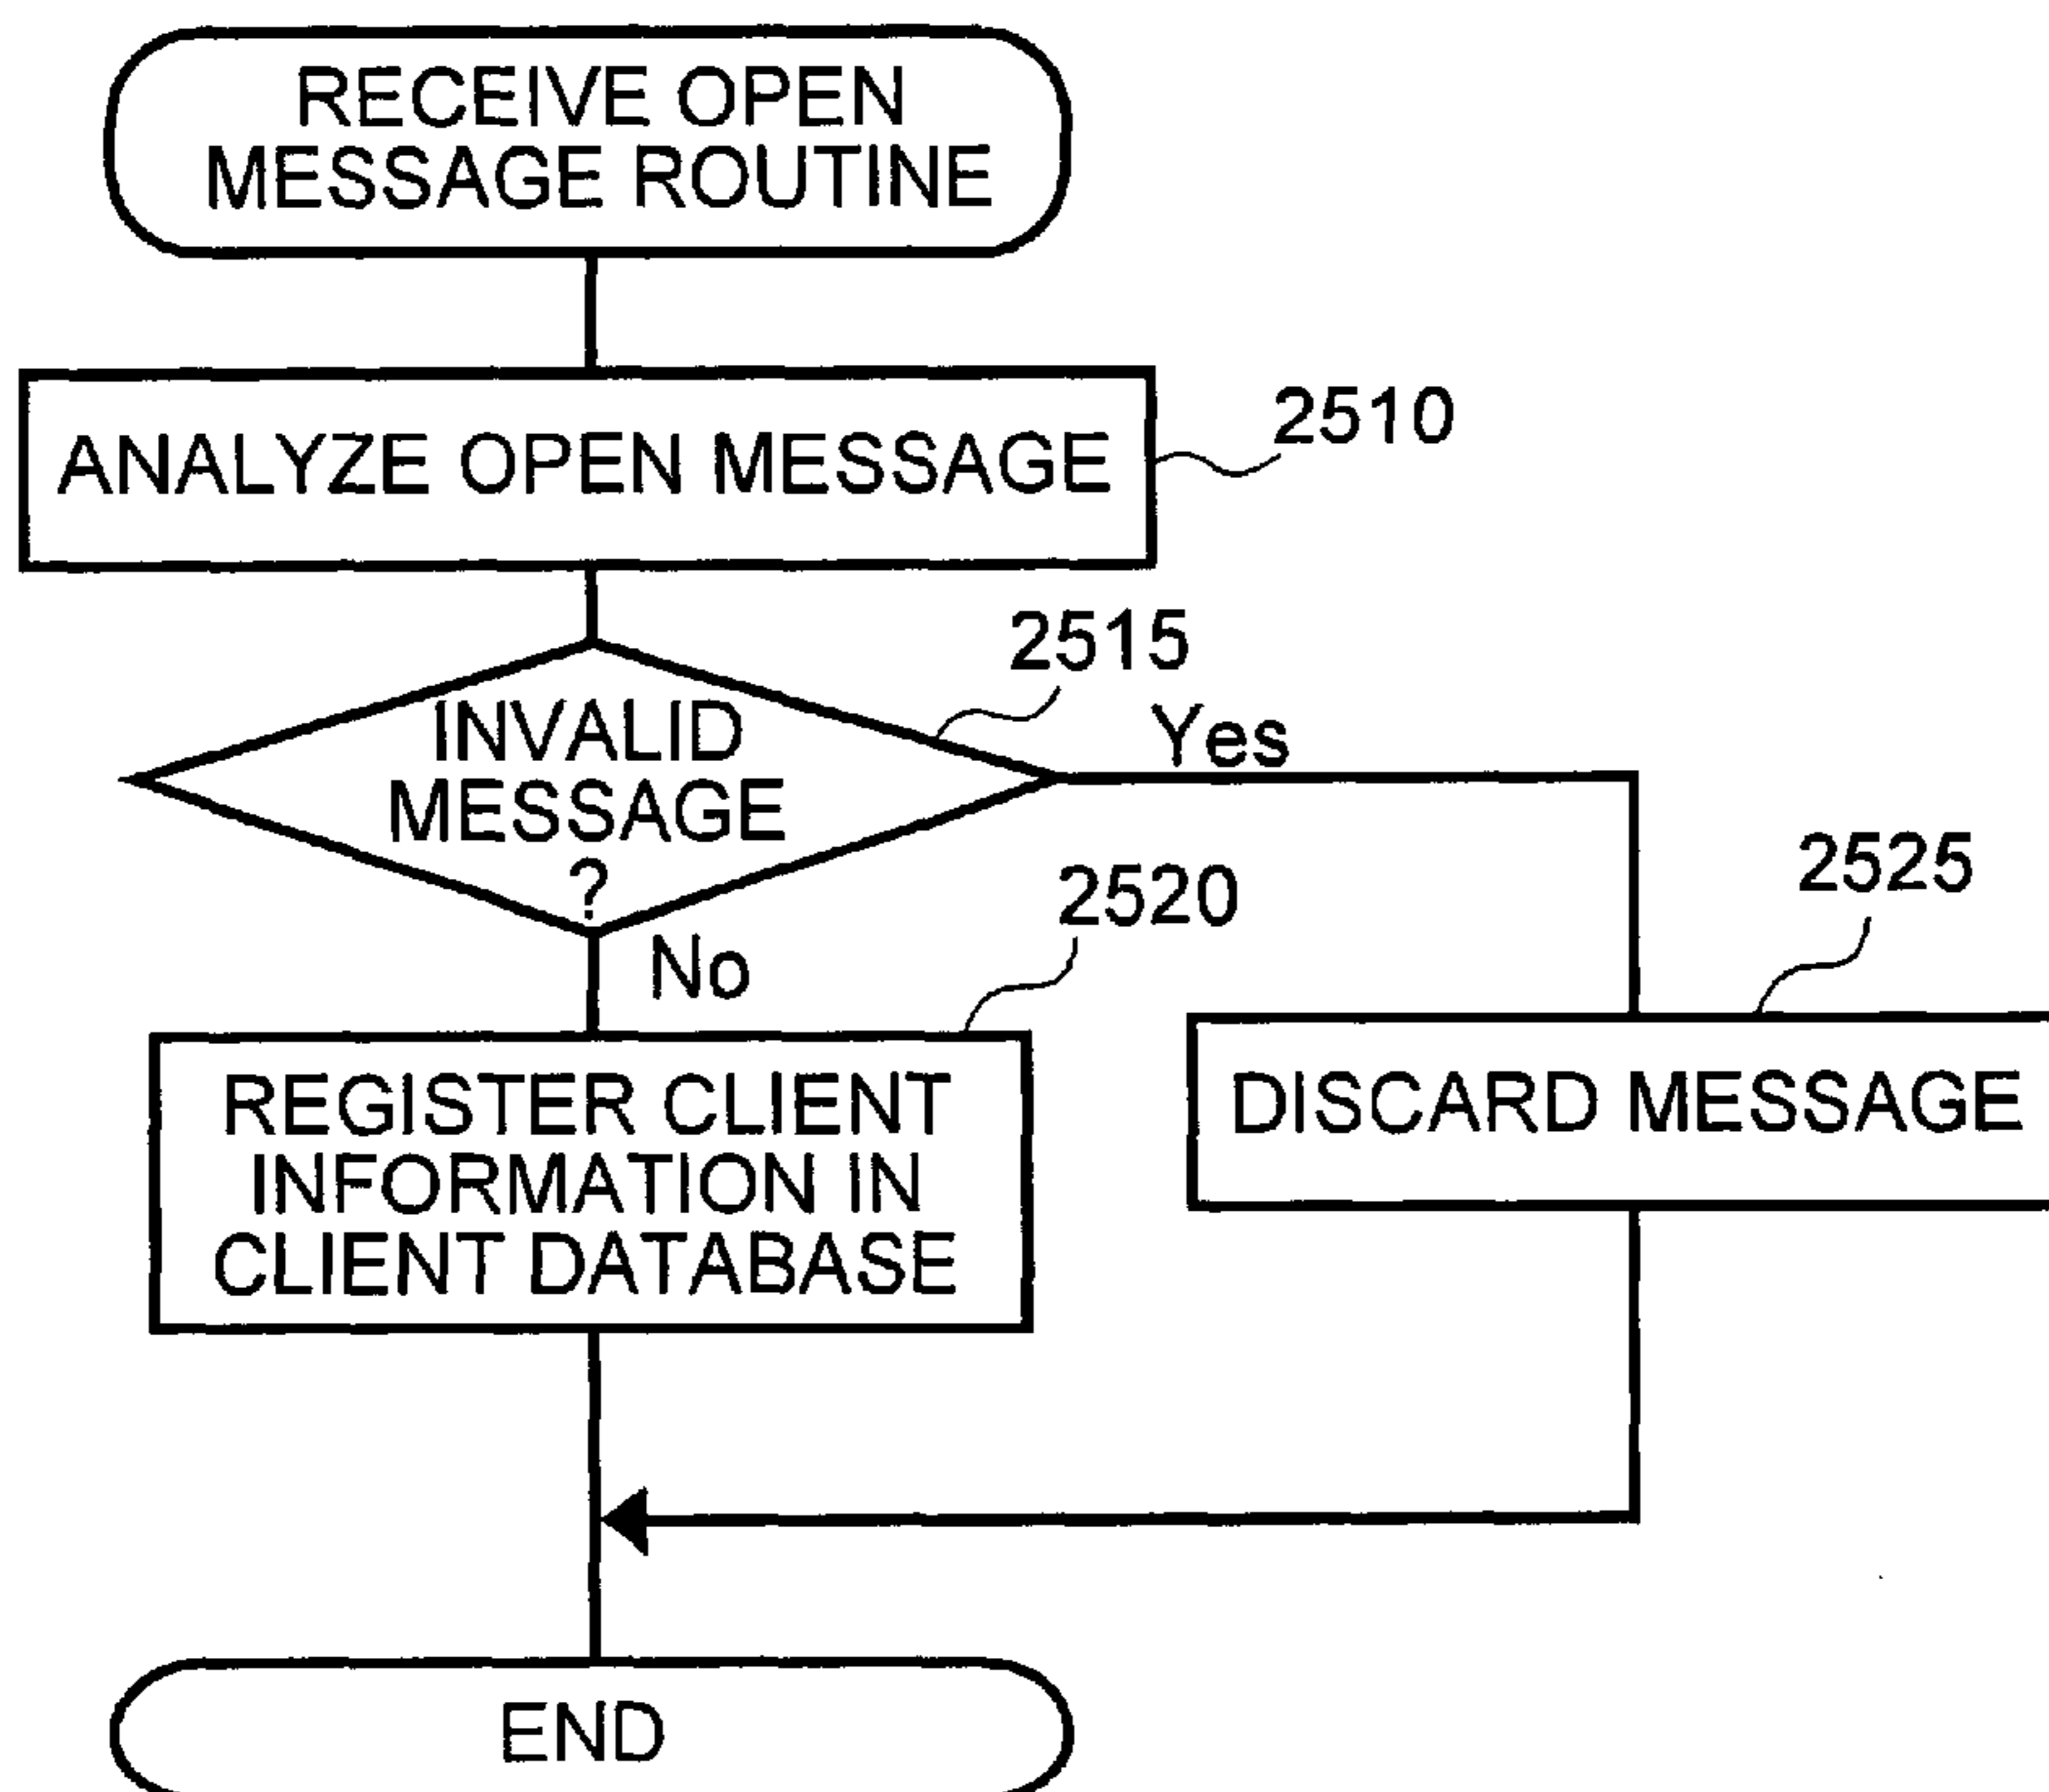 RECEIVE OPEN
MESSAGE ROUTINE
ANALYZE OPEN MESSAGE
2510
INVALID
MESSAGE
?
2515
Yes
No
2520
REGISTER CLIENT
INFORMATION IN
CLIENT DATABASE
2525
DISCARD MESSAGE
END